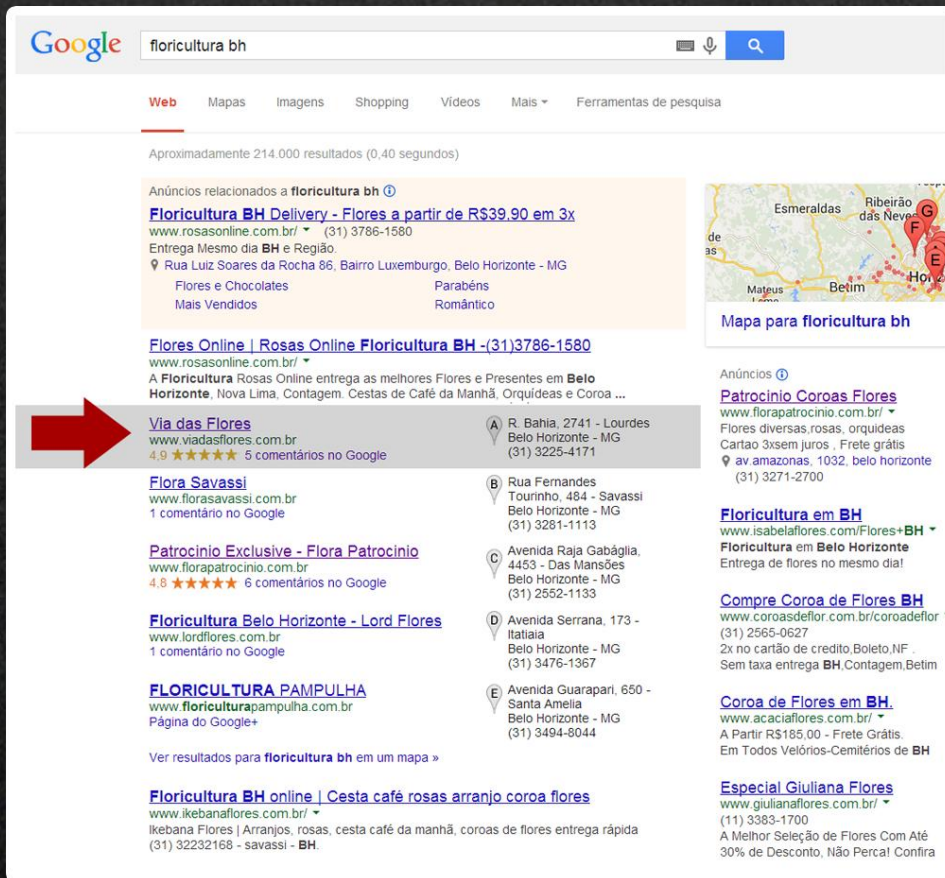 Google
floricultura bh
Web Mapas Imagens Shopping Vídeos Mais Ferramentas de pesquisa
Aproximadamente 214.000 resultados (0,40 segundos)
Anúncios relacionados a floricultura bh
Floricultura BH Delivery - Flores a partir de R$39,90 em 3x
www.rosasonline.com.br/ (31) 3786-1580
Entrega Mesmo dia BH e Região.
Rua Luiz Soares da Rocha 86, Bairro Luxemburgo, Belo Horizonte - MG
Flores e Chocolates Parabéns
Mais Vendidos Romântico
Flores Online | Rosas Online Floricultura BH -(31)3786-1580
www.rosasonline.com.br/
A Floricultura Rosas Online entrega as melhores Flores e Presentes em Belo
Horizonte, Nova Lima, Contagem. Cestas de Café da Manhã, Orquídeas e Coroa ...
Via das Flores
www.viadasflores.com.br
4,9 ★★★★★ 5 comentários no Google
A R. Bahia, 2741 - Lourdes
Belo Horizonte - MG
(31) 3225-4171
Flora Savassi
www.florasavassi.com.br
1 comentário no Google
B Rua Fernandes
Tourinho, 484 - Savassi
Belo Horizonte - MG
(31) 3281-1113
Patrocinio Exclusive - Flora Patrocinio
www.florapatrocinio.com.br
4,8 ★★★★★ 6 comentários no Google
C Avenida Raja Gabáglia,
4453 - Das Mansões
Belo Horizonte - MG
(31) 2552-1133
Floricultura Belo Horizonte - Lord Flores
www.lordflores.com.br
1 comentário no Google
D Avenida Serrana, 173 -
Itatiaia
Belo Horizonte - MG
(31) 3476-1367
FLORICULTURA PAMPULHA
www.floriculturapampulha.com.br
Página do Google+
E Avenida Guarapari, 650 -
Santa Amelia
Belo Horizonte - MG
(31) 3494-8044
Ver resultados para floricultura bh em um mapa »
Floricultura BH online | Cesta café rosas arranjo coroa flores
www.ikebanaflores.com.br/
Ikebana Flores | Arranjos, rosas, cesta café da manhã, coroas de flores entrega rápida
(31) 32232168 - savassi - BH.
Esmeraldas
Ribeirão
das Neves
G
F
E
de
as
Mateus
Betim
Mapa para floricultura bh
Anúncios
Patrocinio Coroas Flores
www.florapatrocinio.com.br/
Flores diversas,rosas, orquideas
Cartao 3xsem juros , Frete grátis
av.amazonas, 1032, belo horizonte
(31) 3271-2700
Floricultura em BH
www.isabelaflores.com/Flores+BH
Floricultura em Belo Horizonte
Entrega de flores no mesmo dia!
Compre Coroa de Flores BH
www.coroasdeflor.com.br/coroadeflor
(31) 2565-0627
2x no cartão de credito,Boleto,NF .
Sem taxa entrega BH,Contagem,Betim
Coroa de Flores em BH.
www.acaciaflores.com.br/
A Partir R$185,00 - Frete Grátis.
Em Todos Velórios-Cemitérios de BH
Especial Giuliana Flores
www.giulianaflores.com.br/
(11) 3383-1700
A Melhor Seleção de Flores Com Até
30% de Desconto, Não Perca! Confira